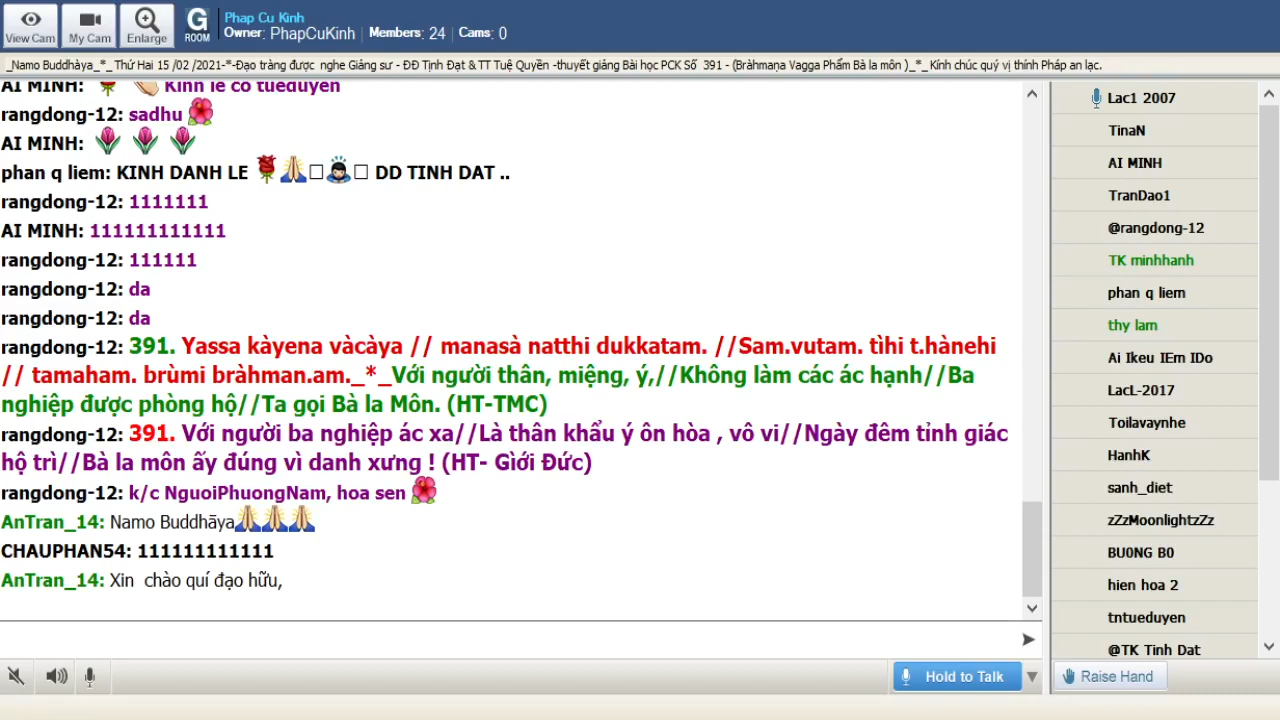 View Cam
My Cam
Enlarge
G
ROOM
Phap Cu Kinh
Owner: PhapCuKinh | Members: 24 | Cams: 0
_Namo Buddhàya_*_ Thứ Hai 15 /02 /2021-*-Đạo tràng được nghe Giảng sư - ĐĐ Tịnh Đạt & TT Tuệ Quyền -thuyết giảng Bài học PCK Số 391 - (Bràhmaṇa Vagga Phẩm Bà la môn )_*_ Kính chúc quý vị thính Pháp an lạc.
AI MINH: Kinh le co tueduyen
rangdong-12: sadhu
AI MINH:
phan q liem: KINH DANH LE DD TINH DAT ..
rangdong-12: 1111111
AI MINH: 111111111111
rangdong-12: 111111
rangdong-12: da
rangdong-12: da
rangdong-12: 391. Yassa kàyena vàcàya // manasà natthi dukkatam. //Sam.vutam. tìhi t.hànehi
// tamaham. brùmi bràhman.am._*_Với người thân, miệng, ý,//Không làm các ác hạnh//Ba
nghiệp được phòng hộ//Ta gọi Bà la Môn. (HT-TMC)
rangdong-12: 391. Với người ba nghiệp ác xa//Là thân khẩu ý ôn hòa , vô vi//Ngày đêm tỉnh giác
hộ trì//Bà la môn ấy đúng vì danh xưng ! (HT- Giời Đức)
rangdong-12: k/c NguoiPhuongNam, hoa sen
AnTran_14: Namo Buddhāya
CHAUPHAN54: 111111111111
AnTran_14: Xin chào quí đạo hữu,
Hold to Talk
Lac1 2007
TinaN
AI MINH
TranDao1
@rangdong-12
TK minhhanh
phan q liem
thy lam
Ai Ikeu IEm IDo
LacL-2017
Toilavaynhe
HanhK
sanh_diet
zZzMoonlightzZz
BU0NG B0
hien hoa 2
tntueduyen
@TK Tinh Dat
Raise Hand